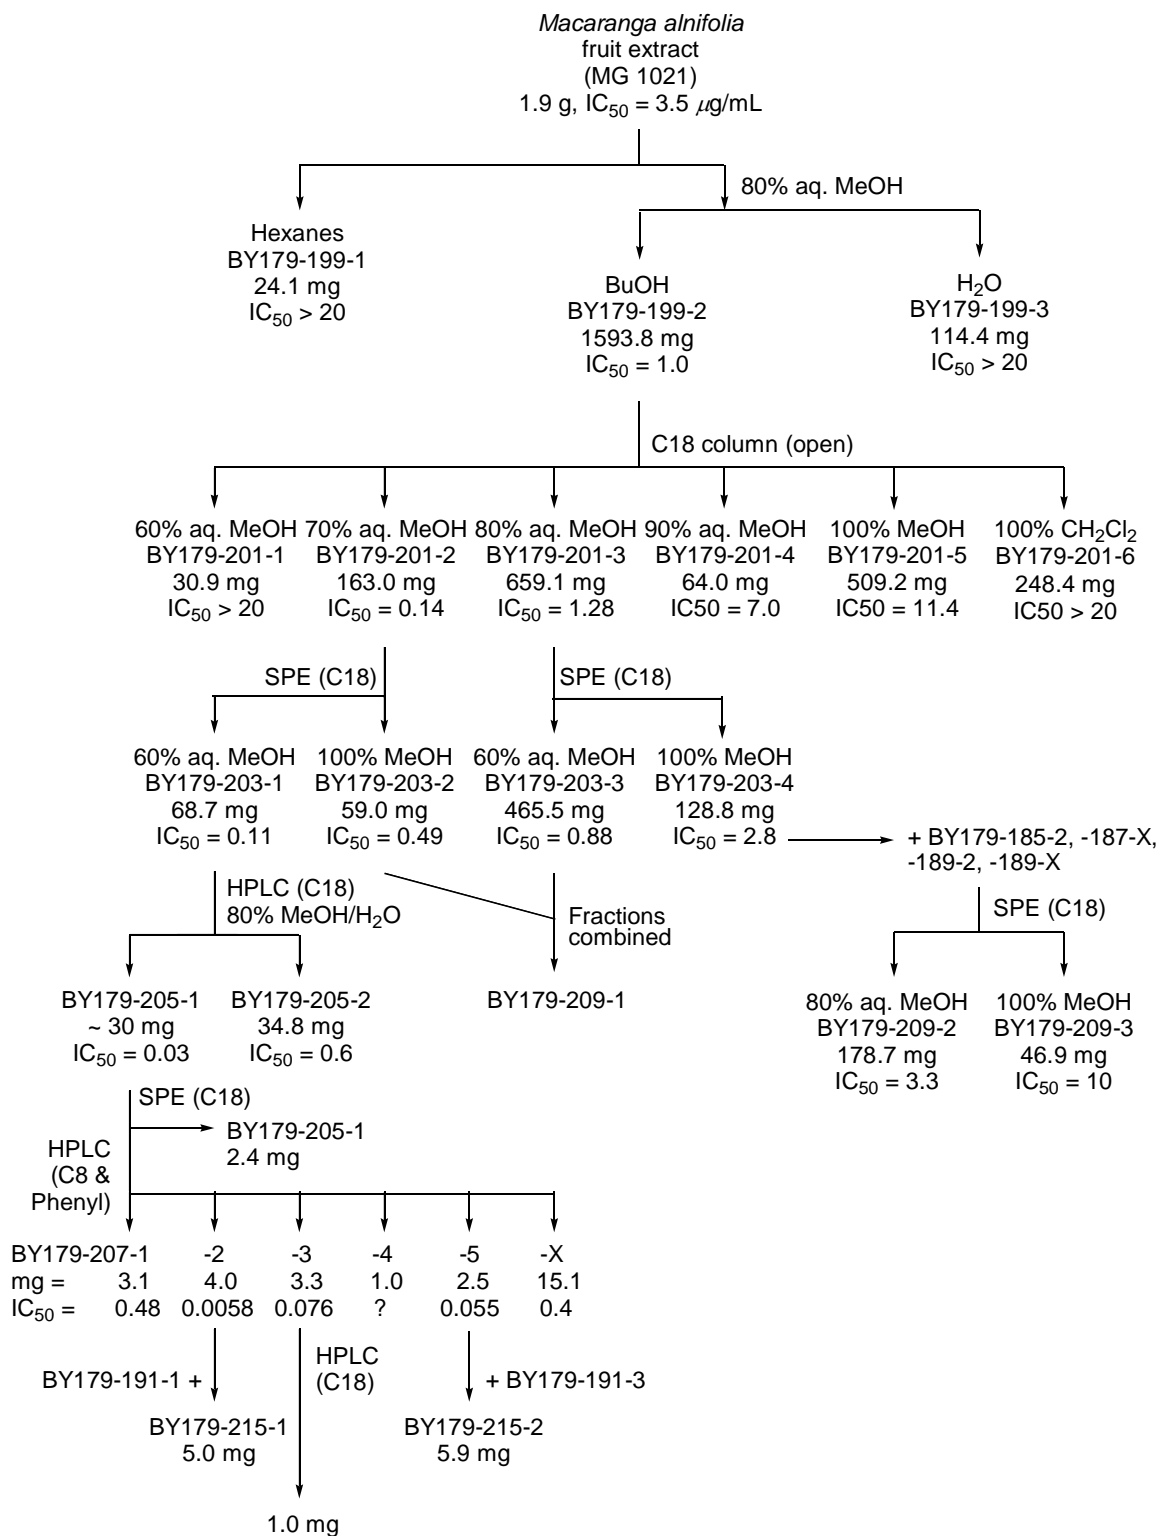 Macaranga alnifolia
fruit extract
(MG 1021)
1.9 g, IC50 = 3.5 μg/mL
80% aq. MeOH
Hexanes
BY179-199-1
24.1 mg
IC50 > 20
BuOH
BY179-199-2
1593.8 mg
IC50 = 1.0
H2O
BY179-199-3
114.4 mg
IC50 > 20
C18 column (open)
60% aq. MeOH
BY179-201-1
30.9 mg
IC50 > 20
70% aq. MeOH
BY179-201-2
163.0 mg
IC50 = 0.14
80% aq. MeOH
BY179-201-3
659.1 mg
IC50 = 1.28
90% aq. MeOH
BY179-201-4
64.0 mg
IC50 = 7.0
100% MeOH
BY179-201-5
509.2 mg
IC50 = 11.4
100% CH2Cl2
BY179-201-6
248.4 mg
IC50 > 20
SPE (C18)
SPE (C18)
60% aq. MeOH
BY179-203-1
68.7 mg
IC50 = 0.11
100% MeOH
BY179-203-2
59.0 mg
IC50 = 0.49
60% aq. MeOH
BY179-203-3
465.5 mg
IC50 = 0.88
100% MeOH
BY179-203-4
128.8 mg
IC50 = 2.8
+ BY179-185-2, -187-X,
-189-2, -189-X
HPLC (C18)
80% MeOH/H2O
Fractions
combined
SPE (C18)
BY179-205-1
~ 30 mg
IC50 = 0.03
BY179-205-2
34.8 mg
IC50 = 0.6
BY179-209-1
80% aq. MeOH
BY179-209-2
178.7 mg
IC50 = 3.3
100% MeOH
BY179-209-3
46.9 mg
IC50 = 10
SPE (C18)
BY179-205-1
2.4 mg
HPLC
(C8 &
Phenyl)
BY179-207-1 -2 -3 -4 -5 -X
mg = 3.1 4.0 3.3 1.0 2.5 15.1
IC50 = 0.48 0.0058 0.076 ? 0.055 0.4
BY179-191-1 +
HPLC
(C18)
+ BY179-191-3
BY179-215-1
5.0 mg
BY179-215-2
5.9 mg
1.0 mg